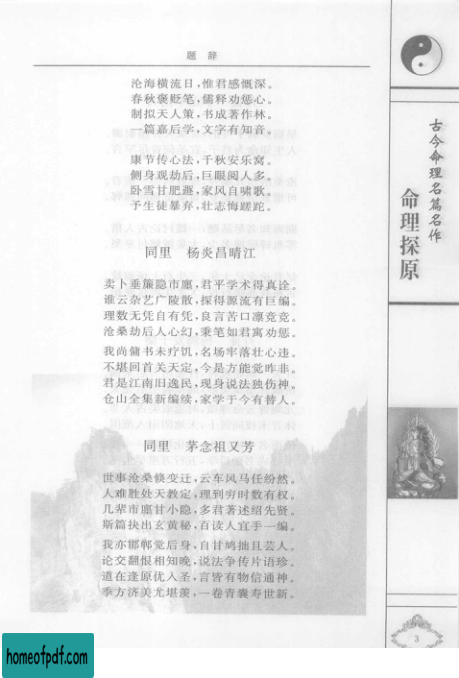 题 辞
沧海横流日，惟君感慨深。
春秋褒贬笔，儒释劝惩心。
制拟天人策，书成著作林。
一篇嘉后学，文字有知音。
康节传心法，千秋安乐窝。
侧身观劫后，巨眼阅人多。
卧雪甘肥遯，家风自啸歌。
予生徒暴弃，壮志悔蹉跎。
同里 杨炎昌晴江
卖卜垂簾隐市廛，君平学术得真诠。
谁云杂艺广陵散，探得源流有巨编。
理数无凭自有凭，良言苦口凛兢兢。
沧桑劫后人心幻，秉笔如君寓劝惩。
我尚傭书未疗饥，名场牢落壮心违。
不堪回首关天定，今是方能觉昨非。
君是江南旧逸民，现身说法独伤神。
仓山全集新编续，家学于今有替人。
同里 茅念祖又芳
世事沧桑倏变迁，云车风马任纷然。
人难胜处天教定，理到穷时数有权。
几辈市廛甘小隐，多君著述绍先贤。
斯篇抉出玄黄秘，百读人宜手一编。
我亦邯郸觉后身，自甘鸠拙且芸人。
论交翻恨相知晚，说法争传片语珍。
道在逢原优入圣，言皆有物信通神。
季方济美尤堪羡，一卷青囊寿世新。
古今命理名篇名作
命理探原
3
homeofpdf.com